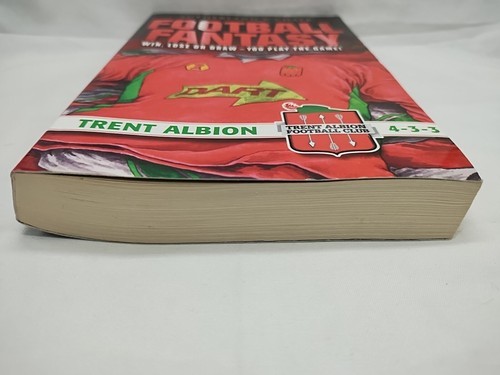 FOOTBALL
FANTASY
WIN, LOSE OR DRAW - YOU PLAY THE GAME!
DART
TRENT ALBION
TRENT ALBION
FOOTBALL CLUB
4-3-3